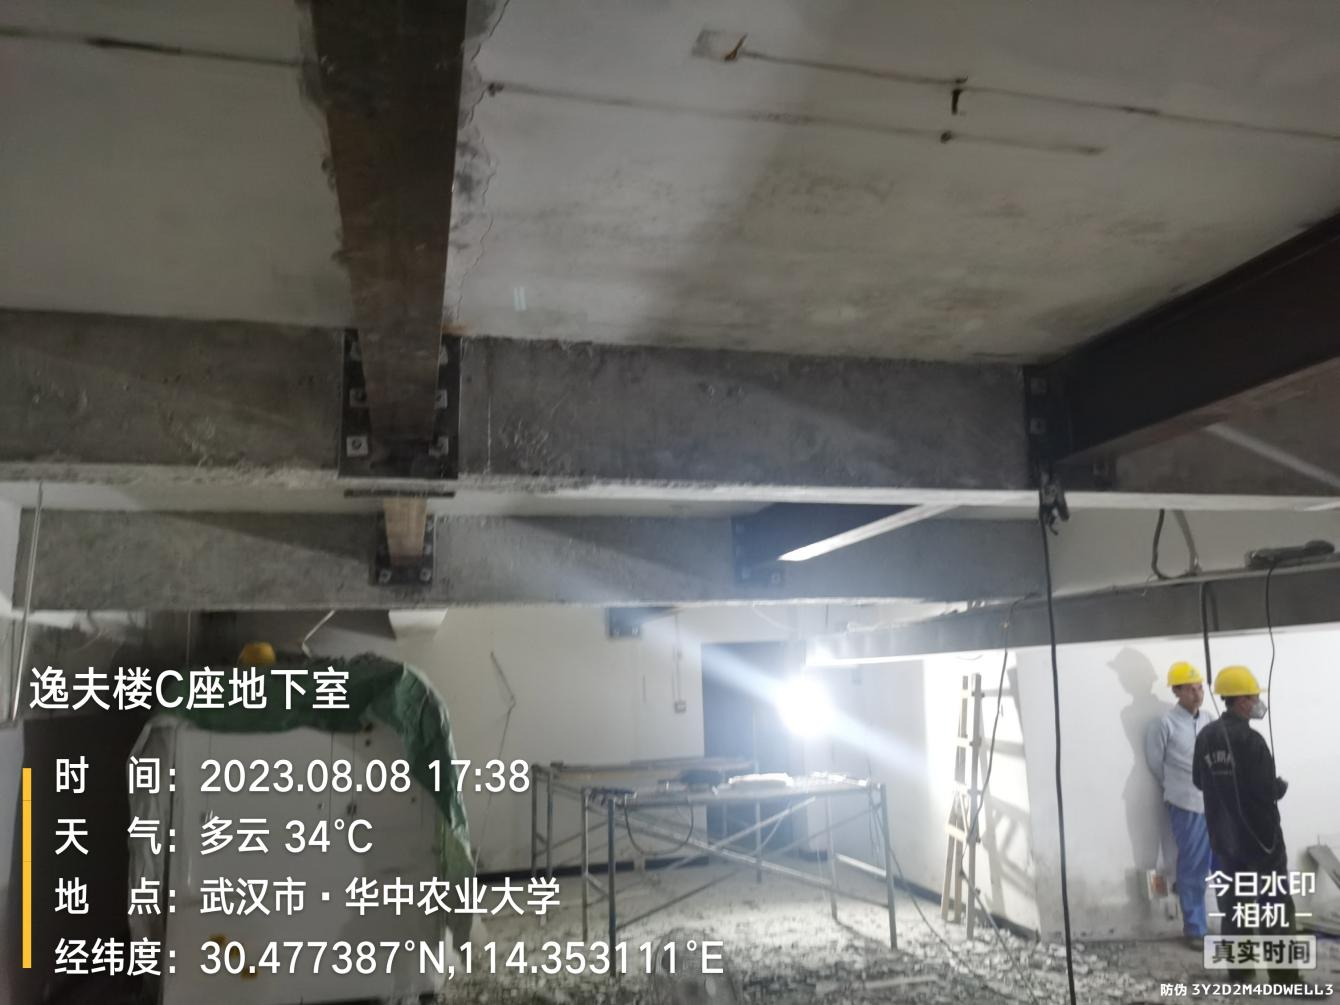 逸夫楼C座地下室
时 间：2023.08.08 17:38
天 气：多云 34℃
地 点：武汉市·华中农业大学
经纬度：30.477387°N,114.353111°E
今日水印
相机
真实时间
防伪 3Y2D2M4DDWELL3